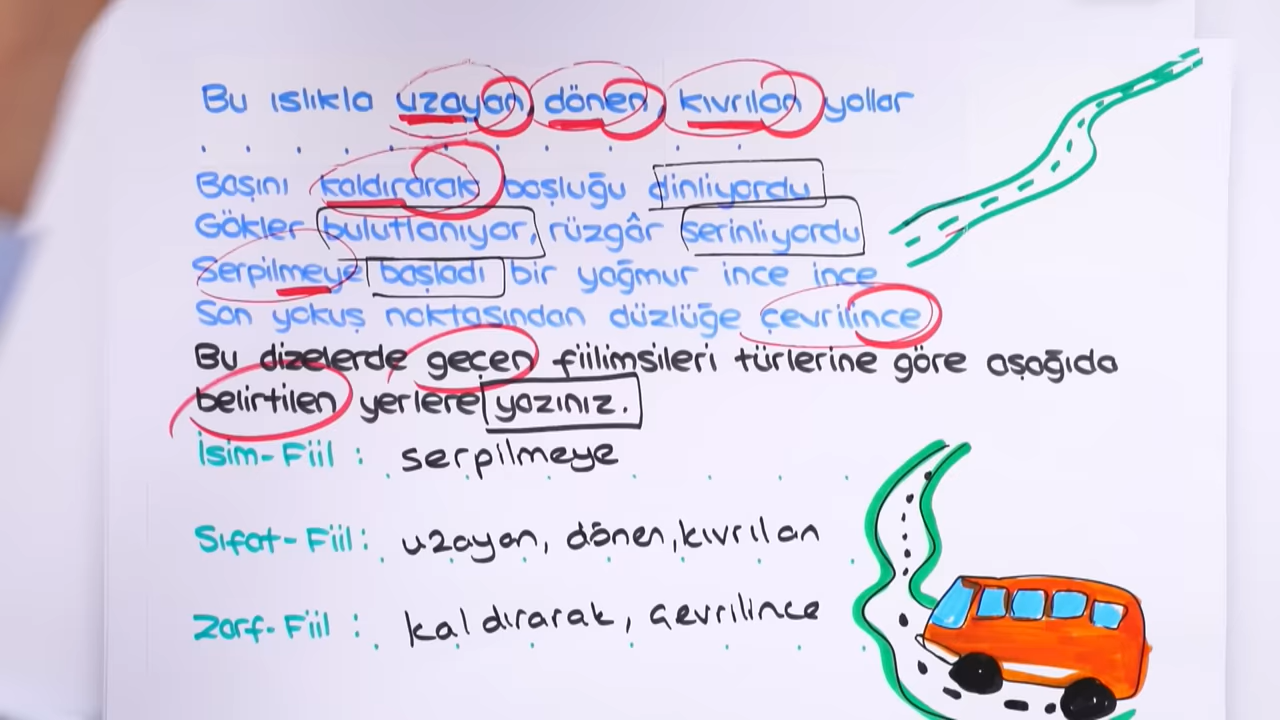 Bu ıslıkla uzayan, dönen, kıvrılan yollar
. . . . . . . . . . . .
Başını kaldırarak boşluğu dinliyordu
Gökler bulutlanıyor, rüzgâr serinliyordu
Serpilmeye başladı bir yağmur ince ince
Son yokuş noktasından düzlüğe çevrilince
Bu dizelerde geçen fiilimsileri türlerine göre aşağıda
belirtilen yerlere yazınız.
İsim-Fiil : serpilmeye
Sıfat-Fiil : uzayan, dönen, kıvrılan
Zarf-Fiil : kaldırarak, çevrilince